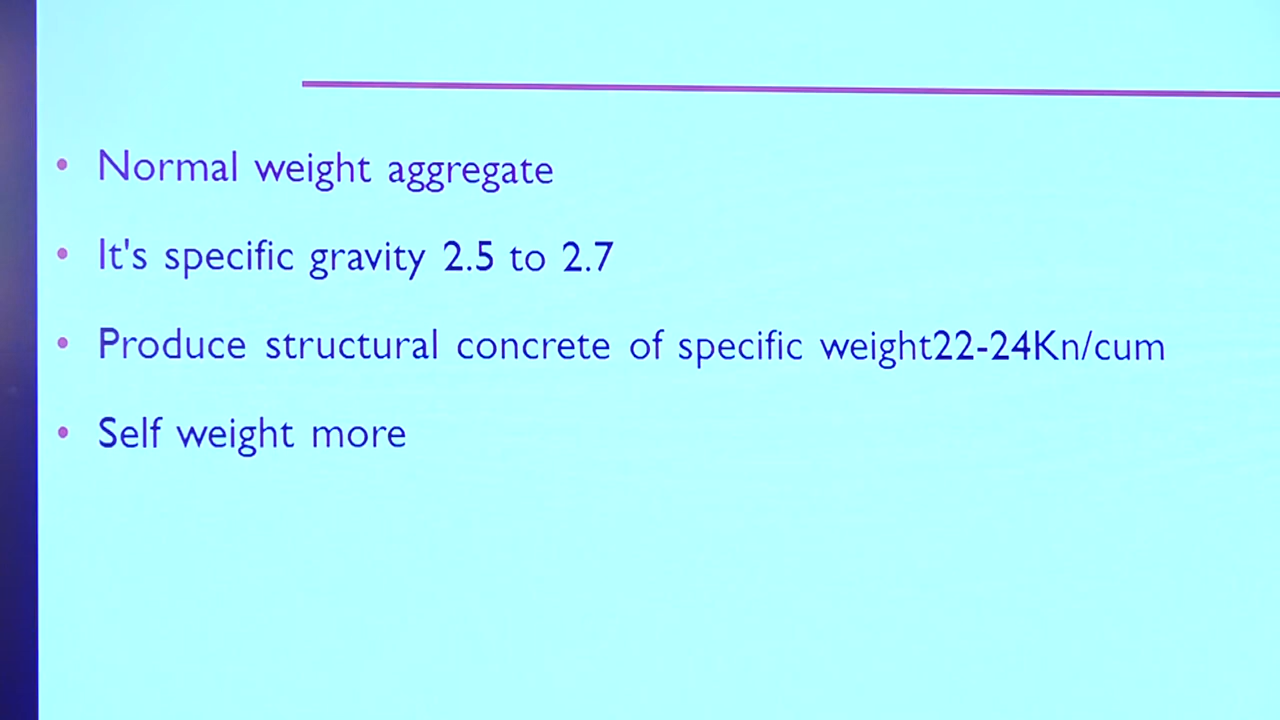 • Normal weight aggregate
• It's specific gravity 2.5 to 2.7
• Produce structural concrete of specific weight22-24Kn/cum
• Self weight more